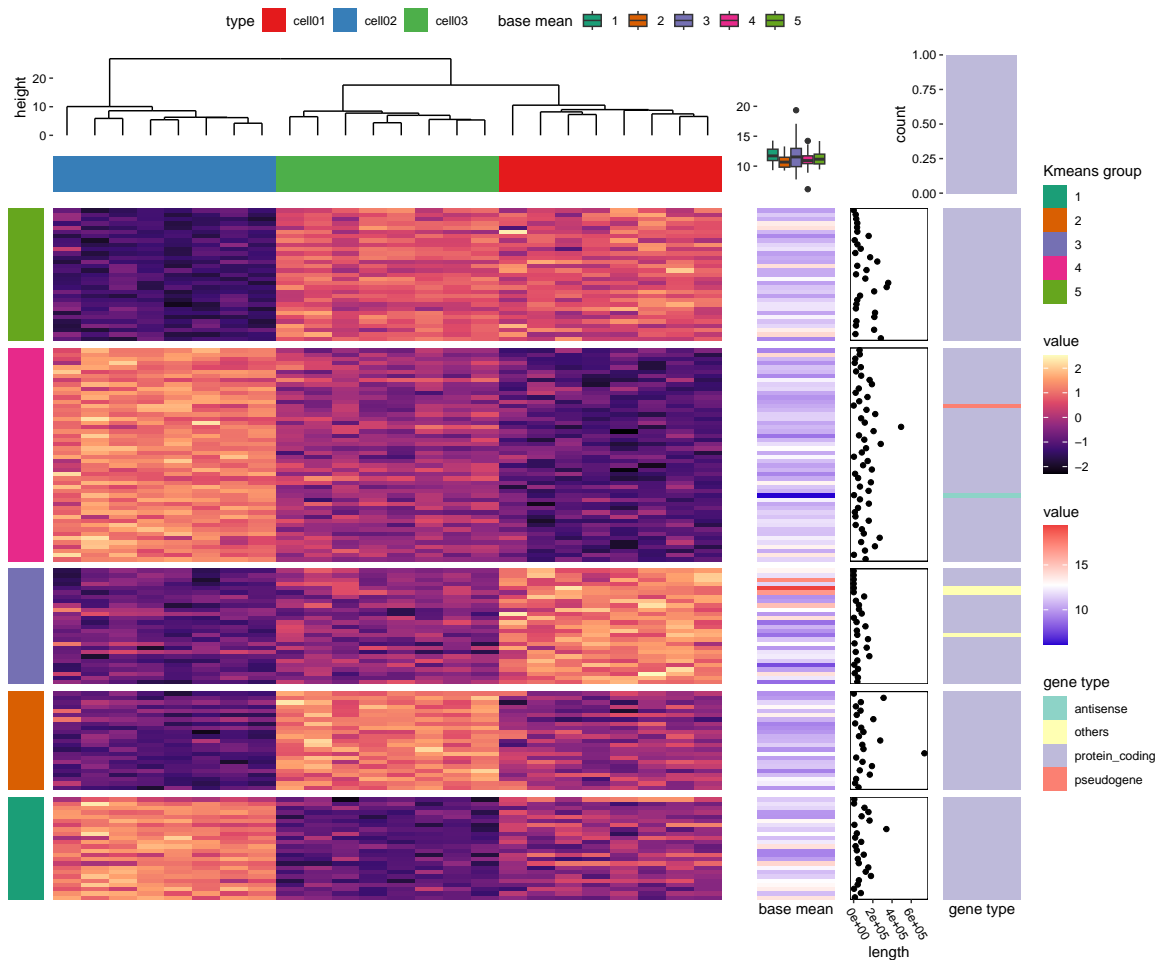 type cell01 cell02 cell03 base mean 1 2 3 4 5
height
20
10
0
20
15
10
count
1.00
0.75
0.50
0.25
0.00
Kmeans group
1
2
3
4
5
value
2
1
0
−1
−2
value
15
10
gene type
antisense
others
protein_coding
pseudogene
base mean
0e+00
2e+05
4e+05
6e+05
length
gene type